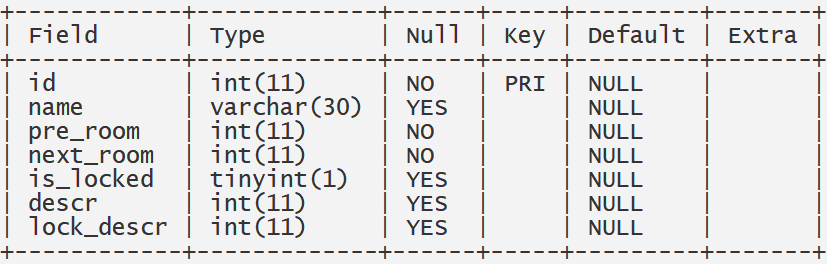 +------------+-------------+------+-----+---------+-------+
| Field      | Type        | Null | Key | Default | Extra |
+------------+-------------+------+-----+---------+-------+
| id         | int(11)     | NO   | PRI | NULL    |       |
| name       | varchar(30) | YES  |     | NULL    |       |
| pre_room   | int(11)     | NO   |     | NULL    |       |
| next_room  | int(11)     | NO   |     | NULL    |       |
| is_locked  | tinyint(1)  | YES  |     | NULL    |       |
| descr      | int(11)     | YES  |     | NULL    |       |
| lock_descr | int(11)     | YES  |     | NULL    |       |
+------------+-------------+------+-----+---------+-------+